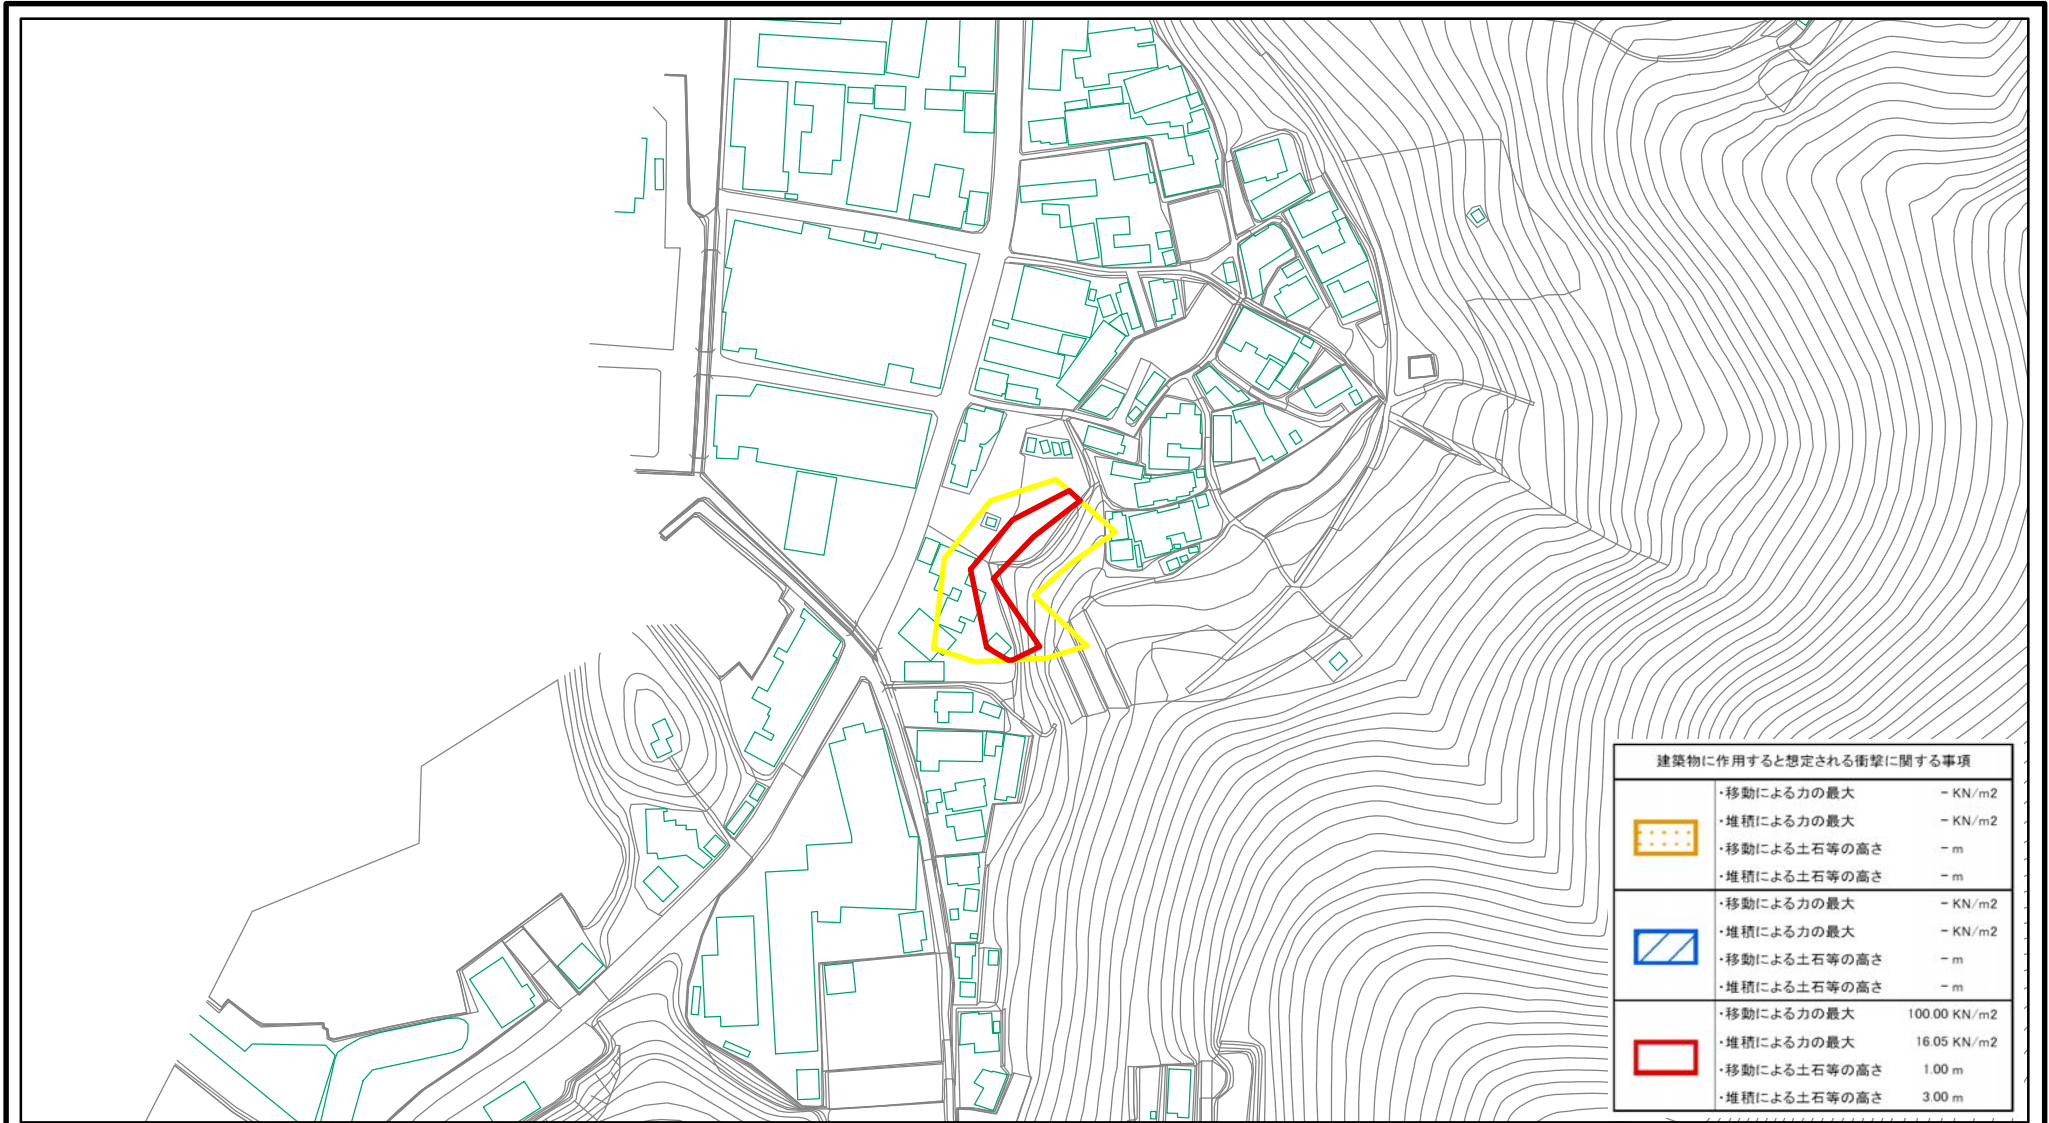 建築物に作用すると想定される衝撃に関する事項
・移動による力の最大 - KN/m2
・堆積による力の最大 - KN/m2
・移動による土石等の高さ - m
・堆積による土石等の高さ - m
・移動による力の最大 - KN/m2
・堆積による力の最大 - KN/m2
・移動による土石等の高さ - m
・堆積による土石等の高さ - m
・移動による力の最大 100.00 KN/m2
・堆積による力の最大 16.05 KN/m2
・移動による土石等の高さ 1.00 m
・堆積による土石等の高さ 3.00 m